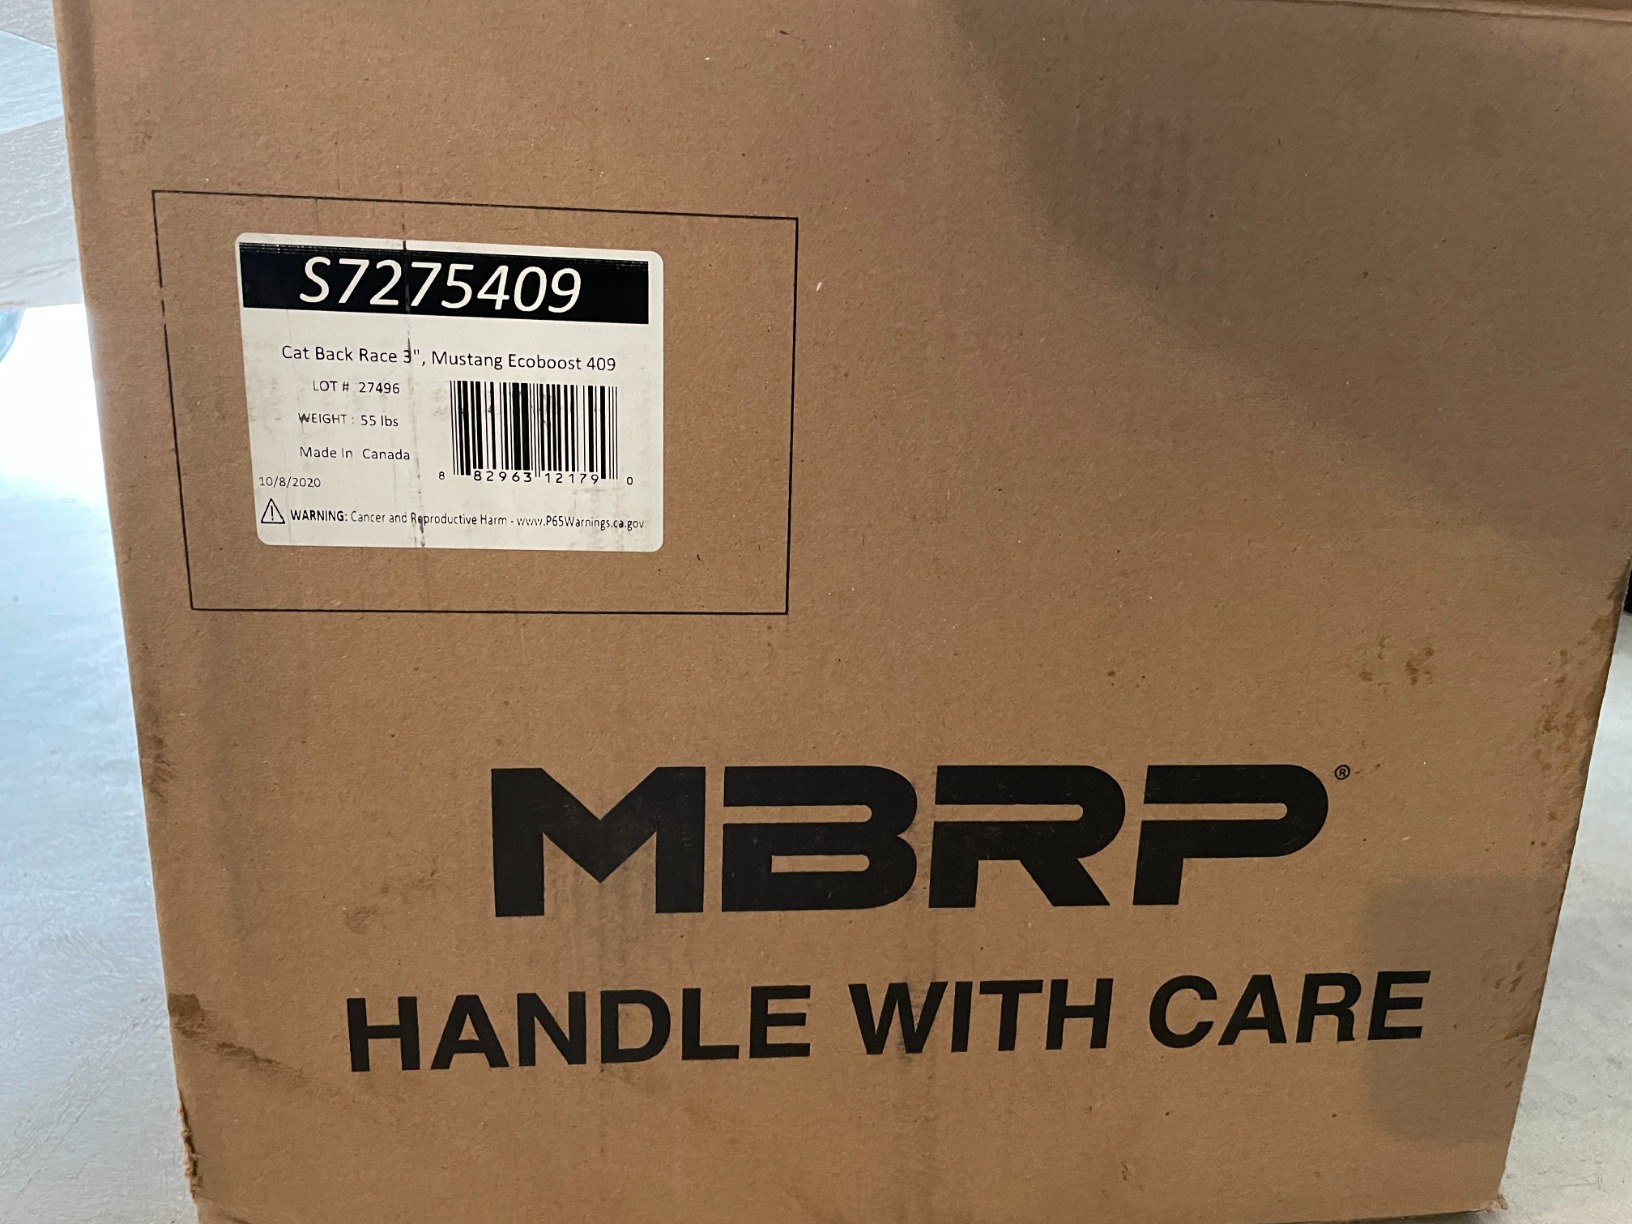 S7275409
Cat Back Race 3", Mustang Ecoboost 409
LOT # 27496
WEIGHT : 55 lbs
Made In Canada
8 82963 12179 0
10/8/2020
WARNING: Cancer and Reproductive Harm - www.P65Warnings.ca.gov
MBRP®
HANDLE WITH CARE